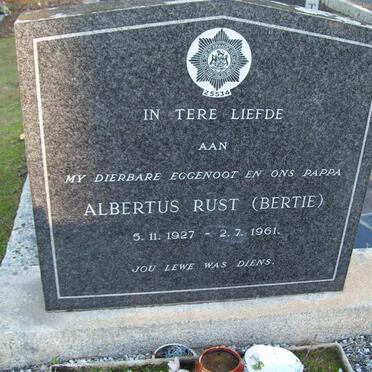 25534
IN TERE LIEFDE
AAN
MY DIERBARE EGGENOOT EN ONS PAPPA
ALBERTUS RUST (BERTIE)
5.11.1927 – 2.7.1961.
JOU LEWE WAS DIENS.